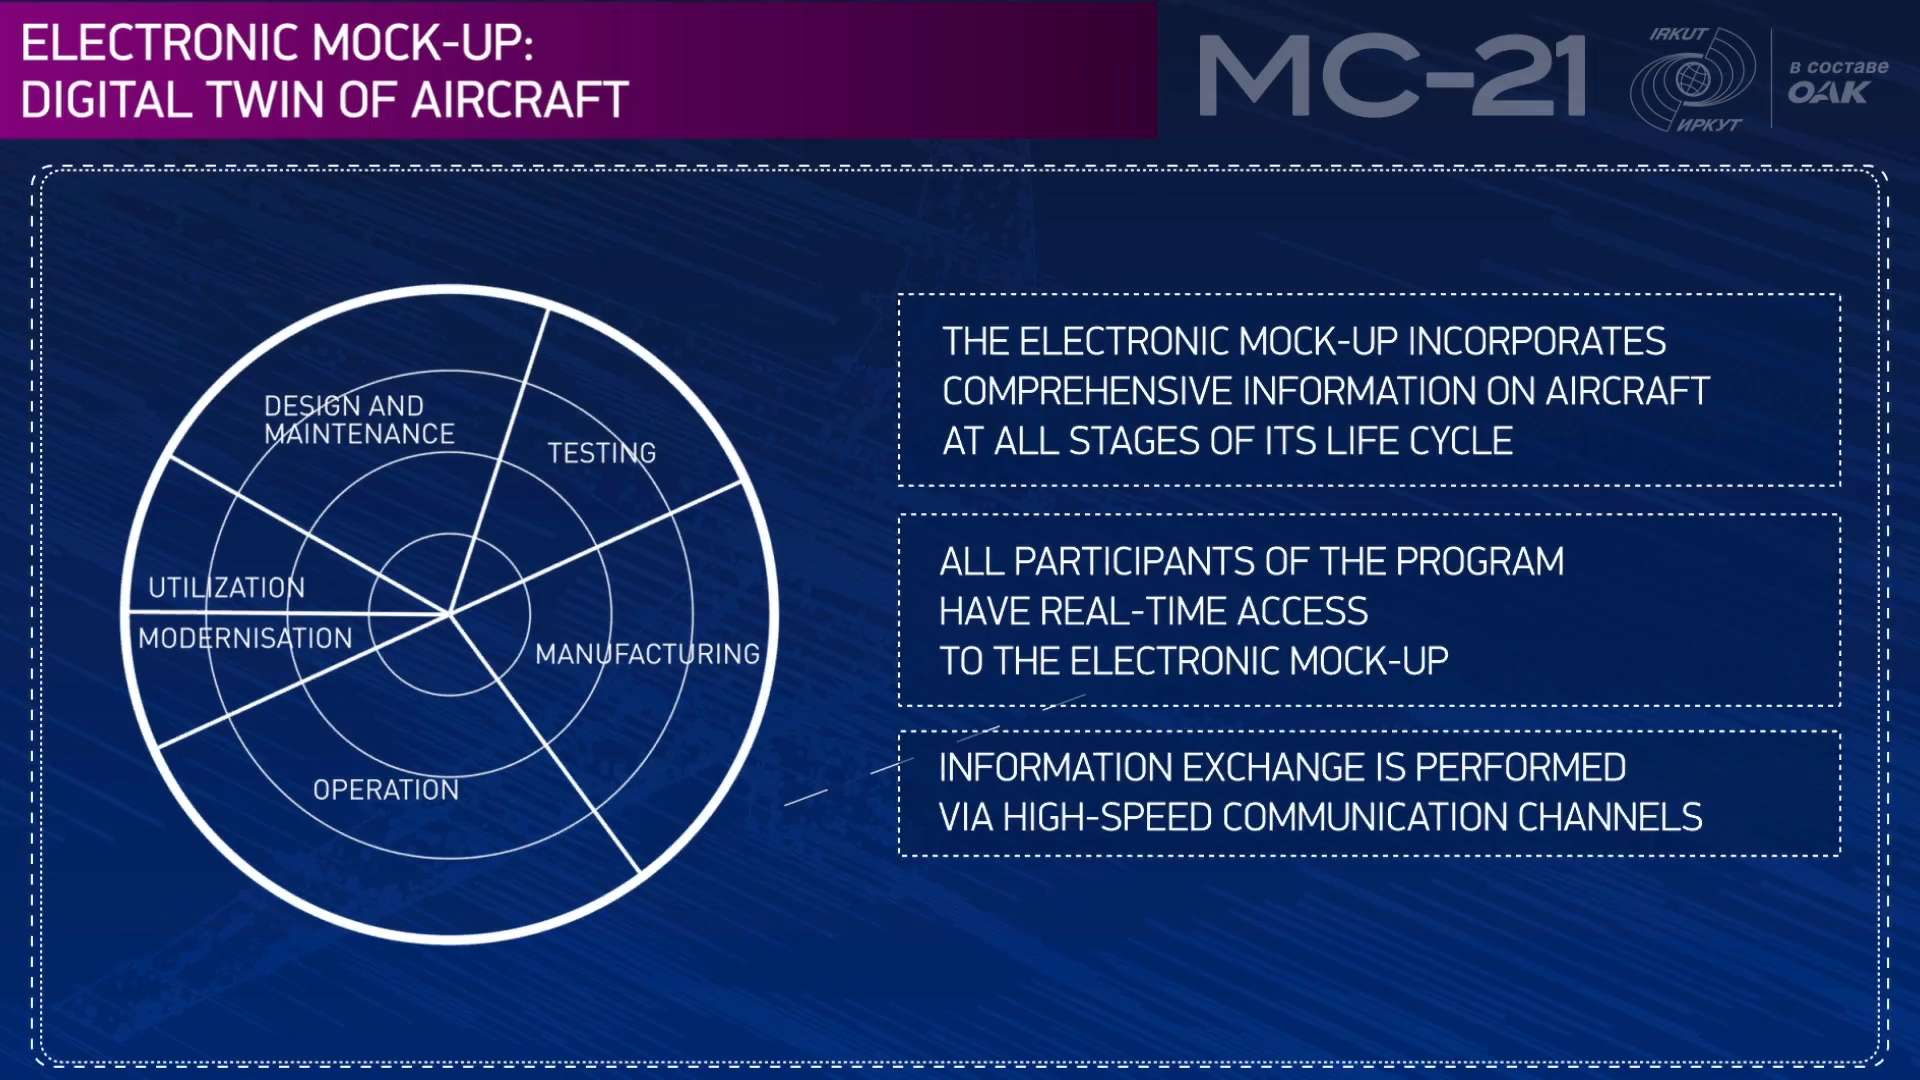 ELECTRONIC MOCK-UP:
DIGITAL TWIN OF AIRCRAFT
MC-21
IRKUT
ИРКУТ
в составе
ОАК
DESIGN AND
MAINTENANCE
TESTING
UTILIZATION
MODERNISATION
MANUFACTURING
OPERATION
THE ELECTRONIC MOCK-UP INCORPORATES
COMPREHENSIVE INFORMATION ON AIRCRAFT
AT ALL STAGES OF ITS LIFE CYCLE
ALL PARTICIPANTS OF THE PROGRAM
HAVE REAL-TIME ACCESS
TO THE ELECTRONIC MOCK-UP
INFORMATION EXCHANGE IS PERFORMED
VIA HIGH-SPEED COMMUNICATION CHANNELS